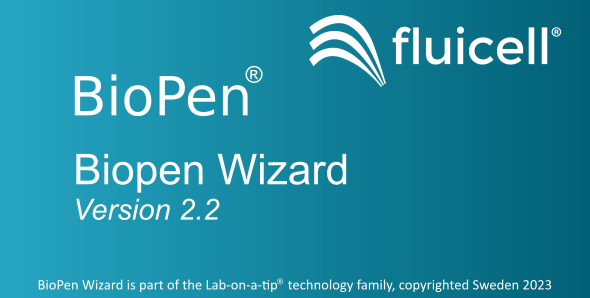 fluicell®
BioPen®
Biopen Wizard
Version 2.2
BioPen Wizard is part of the Lab-on-a-tip® technology family, copyrighted Sweden 2023